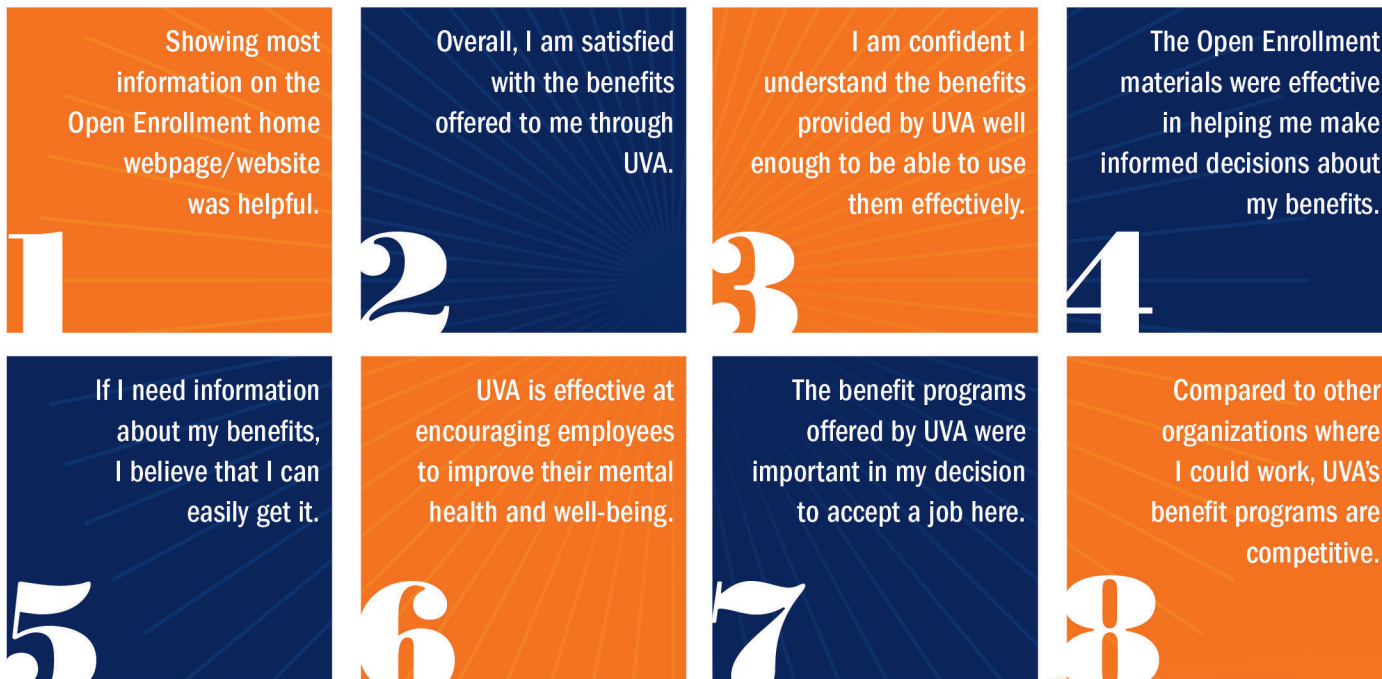 Showing most
information on the
Open Enrollment home
webpage/website
was helpful.
1
Overall, I am satisfied
with the benefits
offered to me through
UVA.
2
I am confident I
understand the benefits
provided by UVA well
enough to be able to use
them effectively.
3
The Open Enrollment
materials were effective
in helping me make
informed decisions about
my benefits.
4
If I need information
about my benefits,
I believe that I can
easily get it.
5
UVA is effective at
encouraging employees
to improve their mental
health and well-being.
6
The benefit programs
offered by UVA were
important in my decision
to accept a job here.
7
Compared to other
organizations where
I could work, UVA’s
benefit programs are
competitive.
8